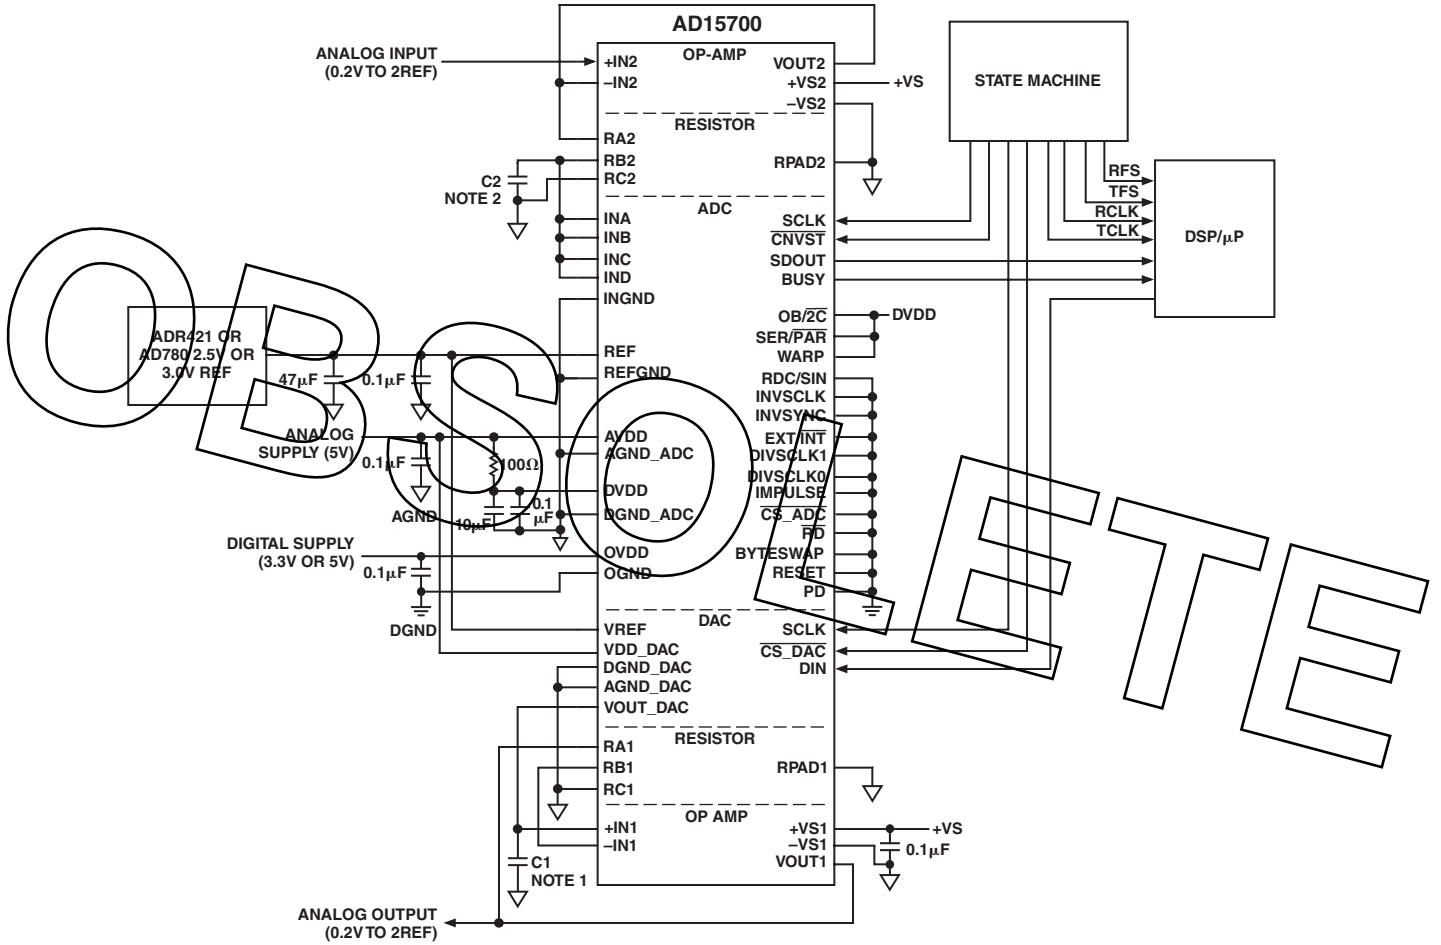 AD15700
ANALOG INPUT
(0.2V TO 2REF)
+IN2
–IN2
OP-AMP
VOUT2
+VS2
+VS
–VS2
RESISTOR
RA2
RB2
RC2
RPAD2
C2
NOTE 2
ADC
INA
INB
INC
IND
INGND
SCLK
CNVST
SDOUT
BUSY
STATE MACHINE
RFS
TFS
RCLK
TCLK
DSP/μP
OB/2C
DVDD
SER/PAR
WARP
ADR421 OR
AD780 2.5V OR
3.0V REF
47μF
0.1μF
REF
REFGND
RDC/SIN
INVSCLK
INVSYNC
EXT/INT
DIVSCLK1
DIVSCLK0
IMPULSE
CS_ADC
RD
BYTESWAP
RESET
PD
ANALOG
SUPPLY (5V)
0.1μF
AGND
100Ω
10μF
0.1
μF
AVDD
AGND_ADC
DVDD
DGND_ADC
DIGITAL SUPPLY
(3.3V OR 5V)
0.1μF
DGND
OVDD
OGND
DAC
VREF
VDD_DAC
DGND_DAC
AGND_DAC
VOUT_DAC
SCLK
CS_DAC
DIN
RESISTOR
RA1
RB1
RC1
RPAD1
OP AMP
+IN1
–IN1
+VS1
+VS
–VS1
VOUT1
0.1μF
C1
NOTE 1
ANALOG OUTPUT
(0.2V TO 2REF)
OBSOLETE